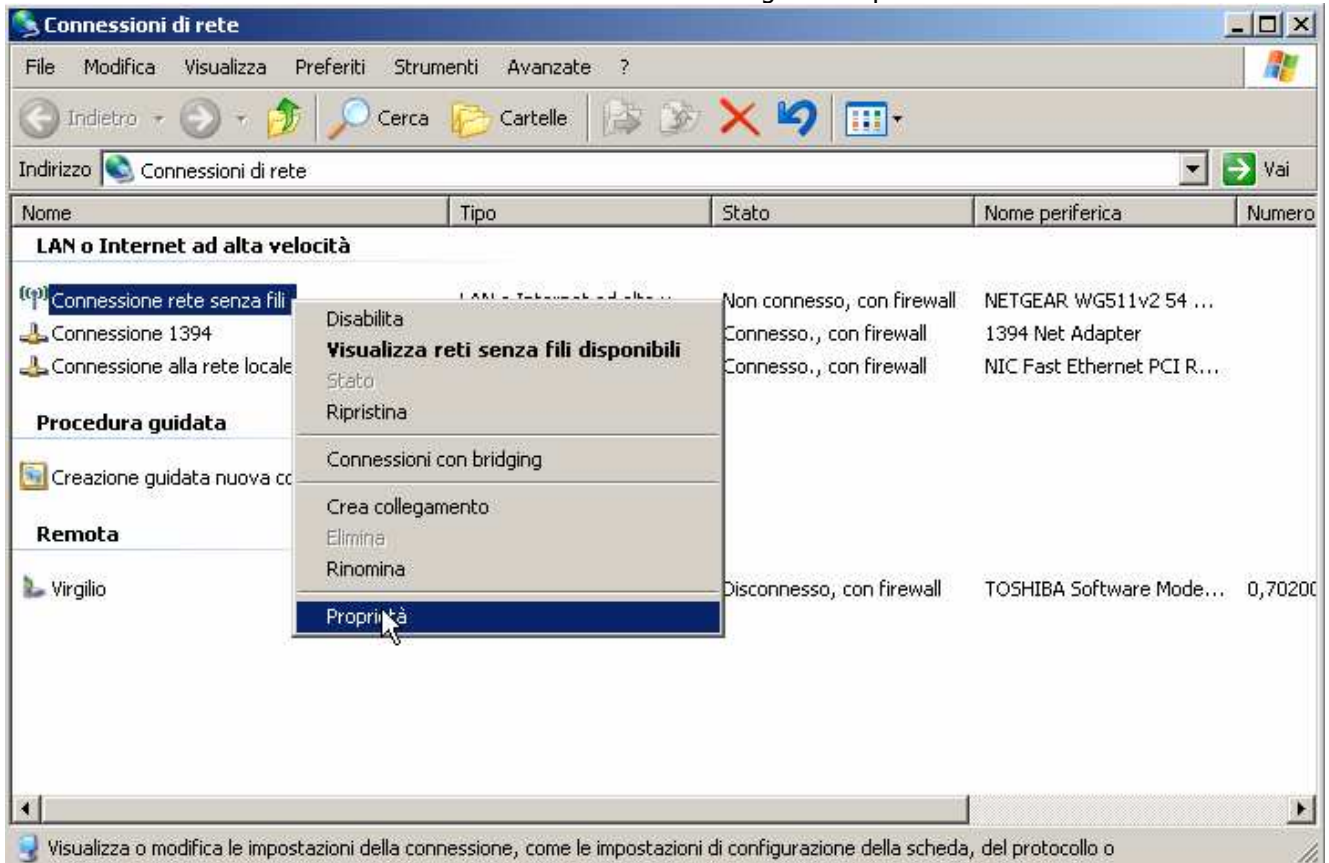 Connessioni di rete
File Modifica Visualizza Preferiti Strumenti Avanzate ?
Indietro Cerca Cartelle
Indirizzo Connessioni di rete Vai
Nome Tipo Stato Nome periferica Numero
LAN o Internet ad alta velocità
Connessione rete senza fili LAN o Internet ad alta v... Non connesso, con firewall NETGEAR WG511v2 54 ...
Connessione 1394 Connesso., con firewall 1394 Net Adapter
Connessione alla rete locale Connesso., con firewall NIC Fast Ethernet PCI R...
Procedura guidata
Creazione guidata nuova co
Remota
Virgilio Disconnesso, con firewall TOSHIBA Software Mode... 0,70200
Disabilita
Visualizza reti senza fili disponibili
Stato
Ripristina
Connessioni con bridging
Crea collegamento
Elimina
Rinomina
Proprietà
Visualizza o modifica le impostazioni della connessione, come le impostazioni di configurazione della scheda, del protocollo o